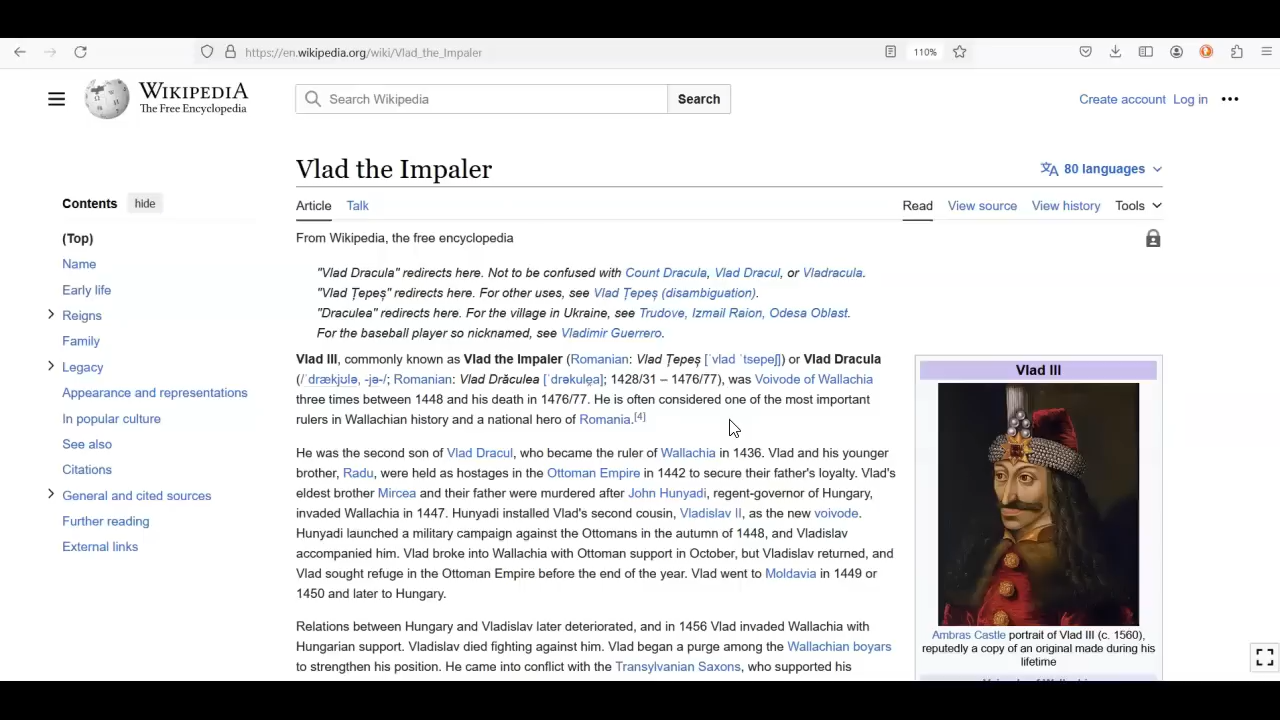 https://en.wikipedia.org/wiki/Vlad_the_Impaler
110%
WIKIPEDIA
The Free Encyclopedia
Search Wikipedia
Search
Create account Log in
Vlad the Impaler
80 languages
Contents hide
(Top)
Name
Early life
Reigns
Family
Legacy
Appearance and representations
In popular culture
See also
Citations
General and cited sources
Further reading
External links
Article Talk
Read View source View history Tools
From Wikipedia, the free encyclopedia
"Vlad Dracula" redirects here. Not to be confused with Count Dracula, Vlad Dracul, or Vladracula.
"Vlad Țepeș" redirects here. For other uses, see Vlad Țepeș (disambiguation).
"Draculea" redirects here. For the village in Ukraine, see Trudove, Izmail Raion, Odesa Oblast.
For the baseball player so nicknamed, see Vladimir Guerrero.
Vlad III, commonly known as Vlad the Impaler (Romanian: Vlad Țepeș [ˈvlad ˈtsepeʃ]) or Vlad Dracula
(/ˈdrækjʊlə, -jə-/; Romanian: Vlad Drăculea [ˈdrəkule̯a]; 1428/31 – 1476/77), was Voivode of Wallachia
three times between 1448 and his death in 1476/77. He is often considered one of the most important
rulers in Wallachian history and a national hero of Romania.[4]
He was the second son of Vlad Dracul, who became the ruler of Wallachia in 1436. Vlad and his younger
brother, Radu, were held as hostages in the Ottoman Empire in 1442 to secure their father's loyalty. Vlad's
eldest brother Mircea and their father were murdered after John Hunyadi, regent-governor of Hungary,
invaded Wallachia in 1447. Hunyadi installed Vlad's second cousin, Vladislav II, as the new voivode.
Hunyadi launched a military campaign against the Ottomans in the autumn of 1448, and Vladislav
accompanied him. Vlad broke into Wallachia with Ottoman support in October, but Vladislav returned, and
Vlad sought refuge in the Ottoman Empire before the end of the year. Vlad went to Moldavia in 1449 or
1450 and later to Hungary.
Relations between Hungary and Vladislav later deteriorated, and in 1456 Vlad invaded Wallachia with
Hungarian support. Vladislav died fighting against him. Vlad began a purge among the Wallachian boyars
to strengthen his position. He came into conflict with the Transylvanian Saxons, who supported his
Vlad III
Ambras Castle portrait of Vlad III (c. 1560),
reputedly a copy of an original made during his
lifetime